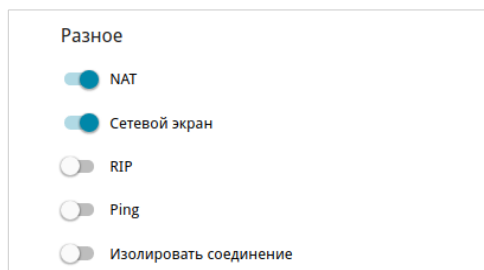 Разное
NAT
Сетевой экран
RIP
Ping
Изолировать соединение